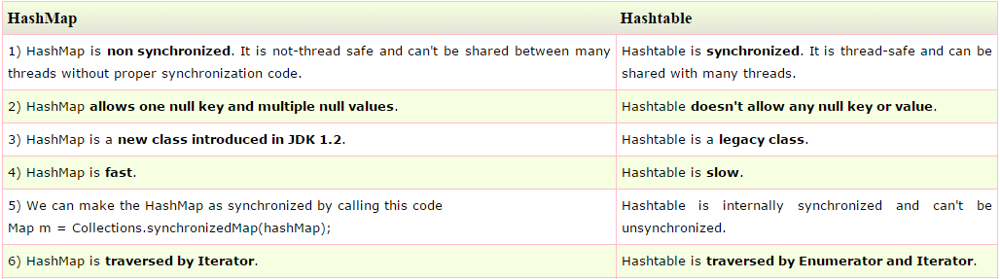 HashMap
Hashtable
1) HashMap is non synchronized. It is not-thread safe and can't be shared between many
threads without proper synchronization code.
Hashtable is synchronized. It is thread-safe and can be
shared with many threads.
2) HashMap allows one null key and multiple null values.
Hashtable doesn't allow any null key or value.
3) HashMap is a new class introduced in JDK 1.2.
Hashtable is a legacy class.
4) HashMap is fast.
Hashtable is slow.
5) We can make the HashMap as synchronized by calling this code
Map m = Collections.synchronizedMap(hashMap);
Hashtable is internally synchronized and can't be
unsynchronized.
6) HashMap is traversed by Iterator.
Hashtable is traversed by Enumerator and Iterator.